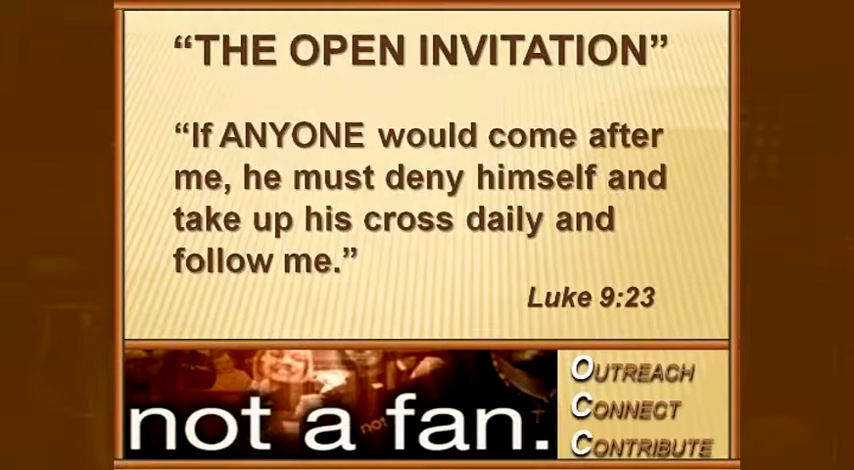 “THE OPEN INVITATION”
“If ANYONE would come after
me, he must deny himself and
take up his cross daily and
follow me.”
Luke 9:23
not a fan.
not
OUTREACH
CONNECT
CONTRIBUTE